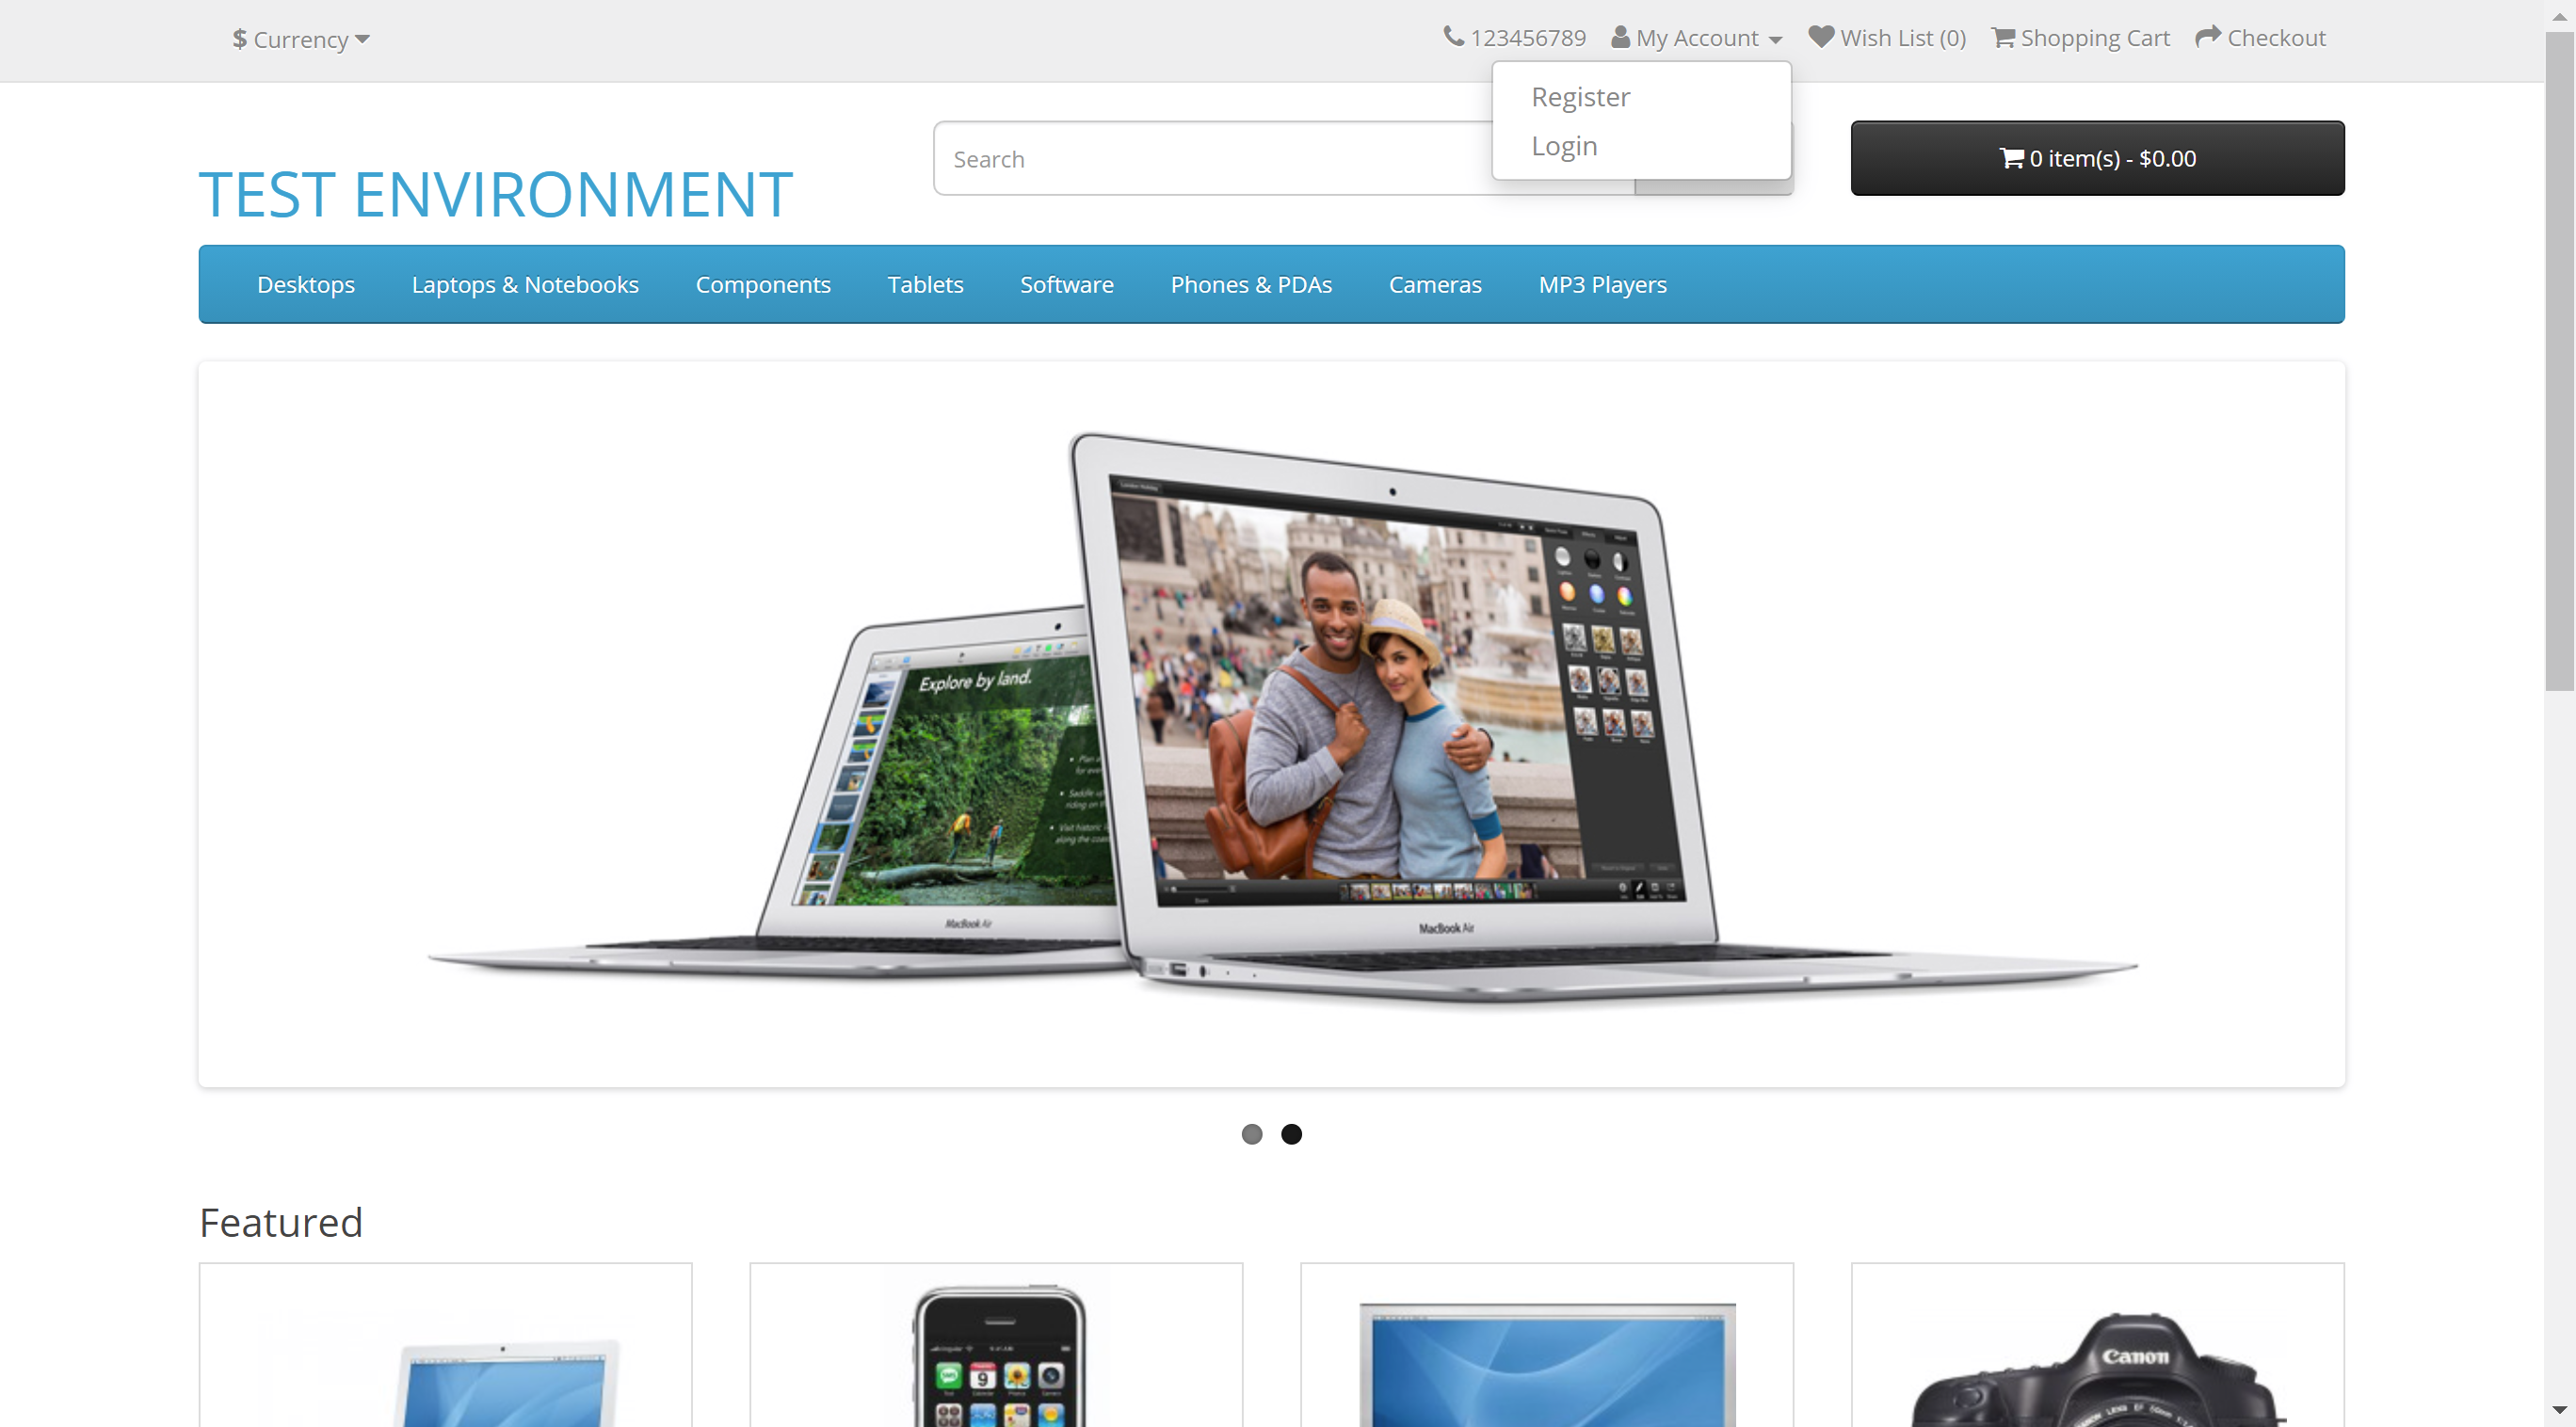 $ Currency
123456789 My Account Wish List (0) Shopping Cart Checkout
Register
Login
Search
0 item(s) - $0.00
TEST ENVIRONMENT
Desktops Laptops & Notebooks Components Tablets Software Phones & PDAs Cameras MP3 Players
Explore by land.
MacBook Air
MacBook Air
Featured
9
Canon